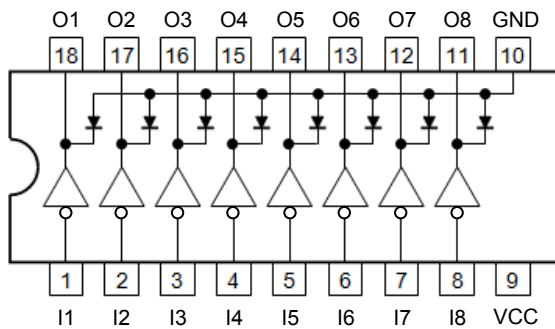 O1 O2 O3 O4 O5 O6 O7 O8 GND
18 17 16 15 14 13 12 11 10
1 2 3 4 5 6 7 8 9
I1 I2 I3 I4 I5 I6 I7 I8 VCC